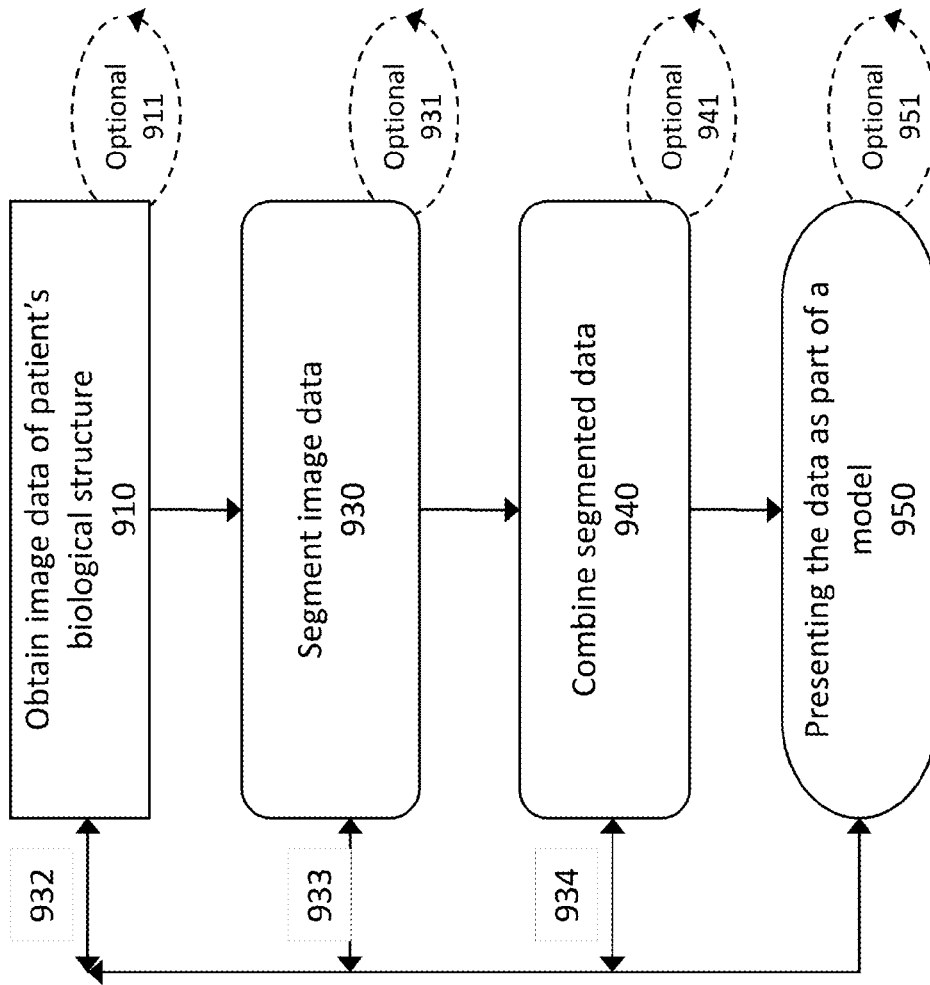 Obtain image data of patient's
biological structure
910
Optional
911
932
Segment image data
930
Optional
931
933
Combine segmented data
940
Optional
941
934
Presenting the data as part of a
model
950
Optional
951